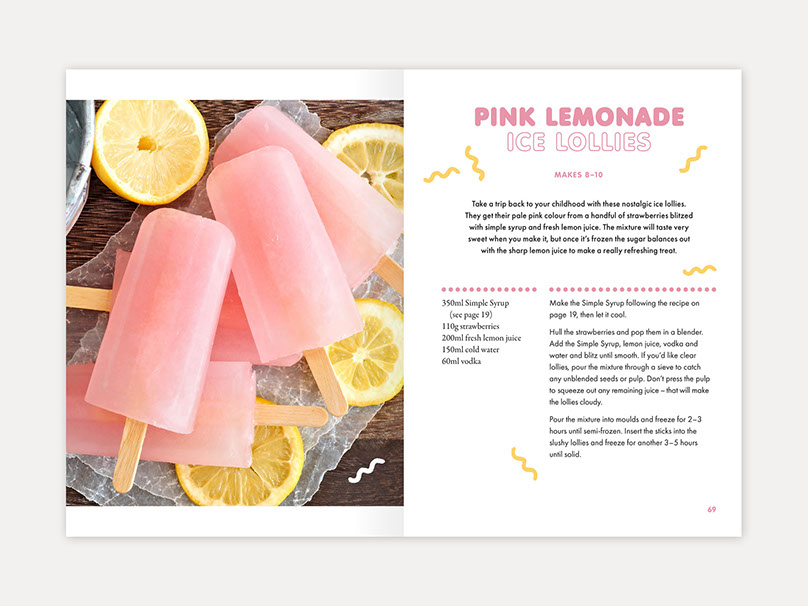 PINK LEMONADE
ICE LOLLIES
MAKES 8–10
Take a trip back to your childhood with these nostalgic ice lollies.
They get their pale pink colour from a handful of strawberries blitzed
with simple syrup and fresh lemon juice. The mixture will taste very
sweet when you make it, but once it's frozen the sugar balances out
with the sharp lemon juice to make a really refreshing treat.
350ml Simple Syrup
(see page 19)
110g strawberries
200ml fresh lemon juice
150ml cold water
60ml vodka
Make the Simple Syrup following the recipe on
page 19, then let it cool.
Hull the strawberries and pop them in a blender.
Add the Simple Syrup, lemon juice, vodka and
water and blitz until smooth. If you'd like clear
lollies, pour the mixture through a sieve to catch
any unblended seeds or pulp. Don't press the pulp
to squeeze out any remaining juice – that will make
the lollies cloudy.
Pour the mixture into moulds and freeze for 2–3
hours until semi-frozen. Insert the sticks into the
slushy lollies and freeze for another 3–5 hours
until solid.
69